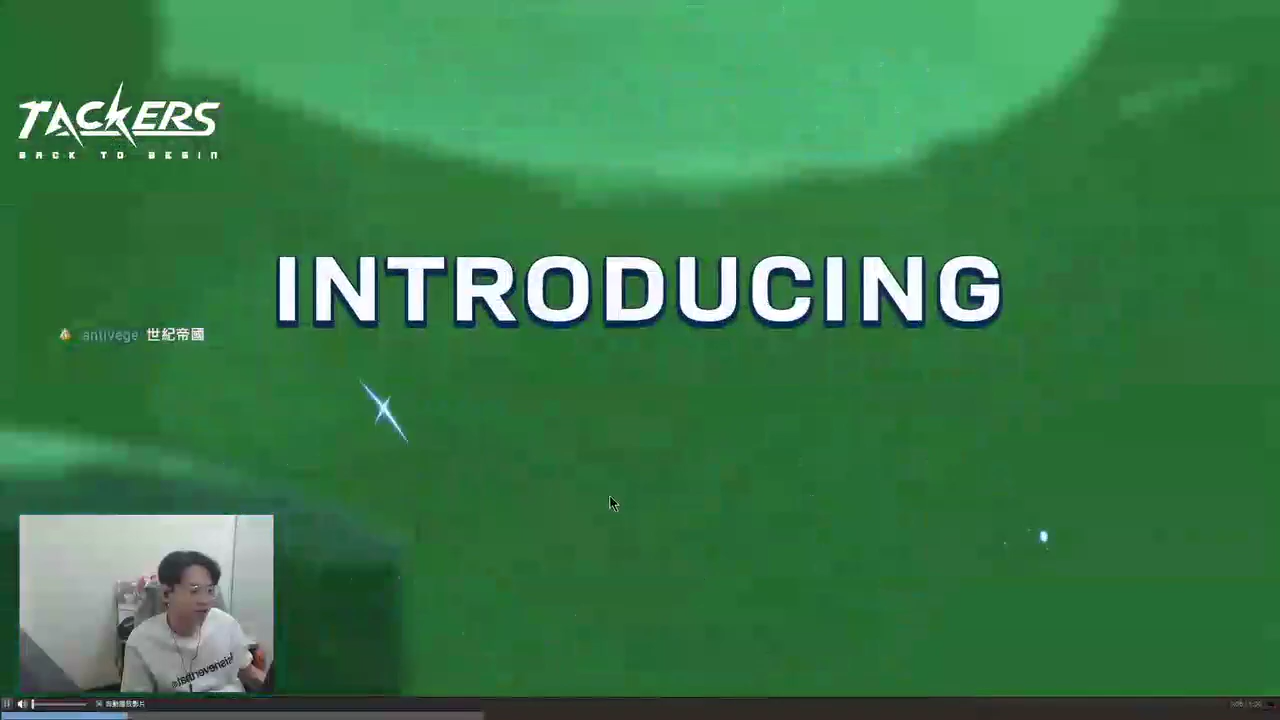 TACKERS
BACK TO BEGIN
INTRODUCING
antivege 世紀帝國